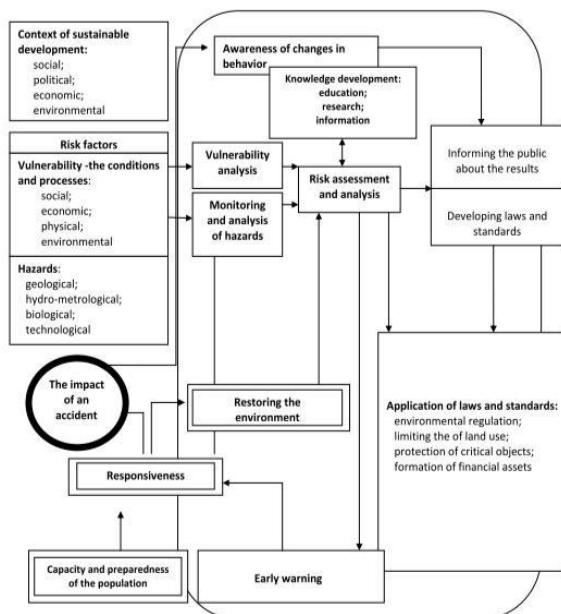 Context of sustainable
development:
social;
political;
economic;
environmental
Risk factors
Vulnerability -the conditions
and processes:
social;
economic;
physical;
environmental
Hazards:
geological;
hydro-metrological;
biological;
technological
The impact of
an
accident
Awareness of changes in
behavior
Knowledge development:
education;
research;
information
Vulnerability
analysis
Monitoring
and analysis
of hazards
Risk assessment
and analysis
Informing the public
about the results
Developing laws and
standards
Restoring the
environment
Application of laws and standards:
environmental regulation;
limiting the of land use;
protection of critical objects;
formation of financial assets
Responsiveness
Capacity and preparedness
of the population
Early warning